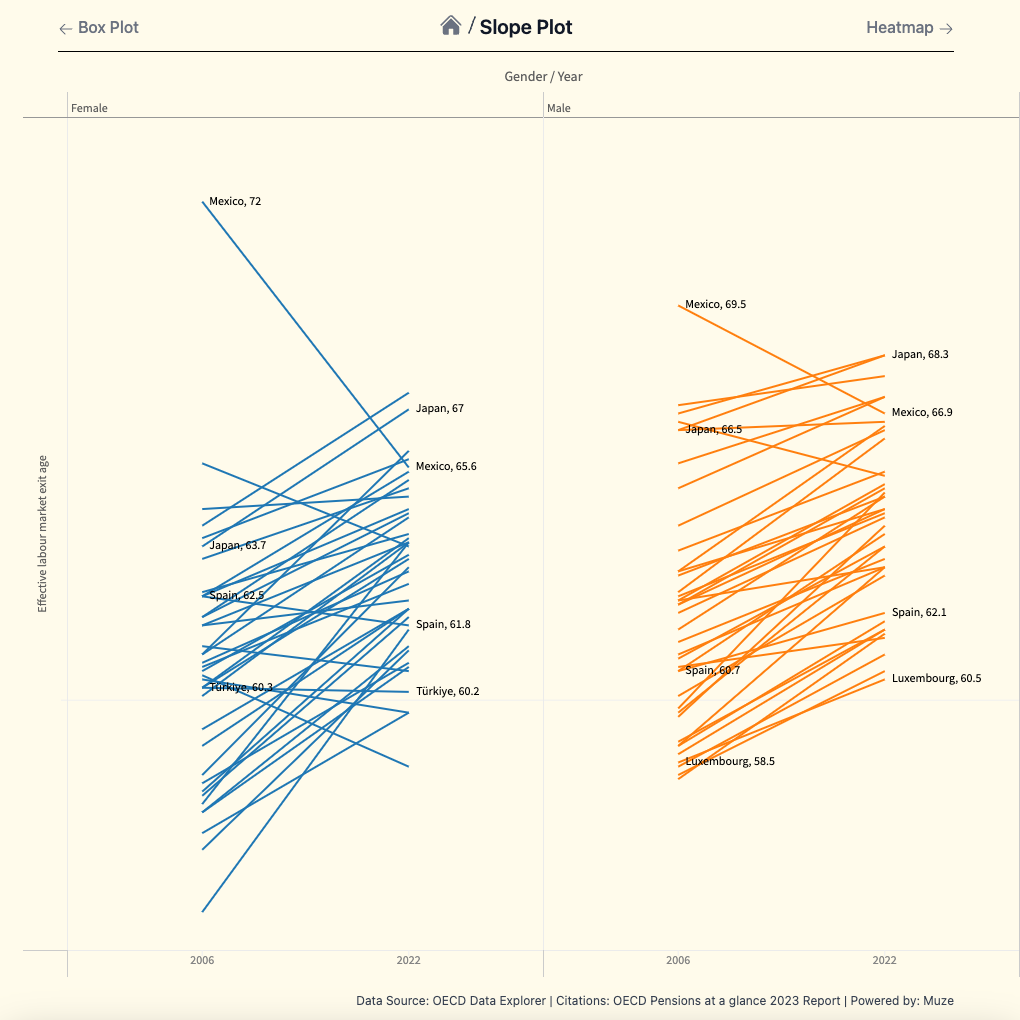 ← Box Plot
/ Slope Plot
Heatmap →
Gender / Year
Female
Male
Effective labour market exit age
Mexico, 72
Japan, 67
Mexico, 65.6
Japan, 63.7
Spain, 62.5
Spain, 61.8
Türkiye, 60.3
Türkiye, 60.2
Mexico, 69.5
Japan, 68.3
Mexico, 66.9
Japan, 66.5
Spain, 62.1
Spain, 60.7
Luxembourg, 60.5
Luxembourg, 58.5
2006
2022
2006
2022
Data Source: OECD Data Explorer | Citations: OECD Pensions at a glance 2023 Report | Powered by: Muze